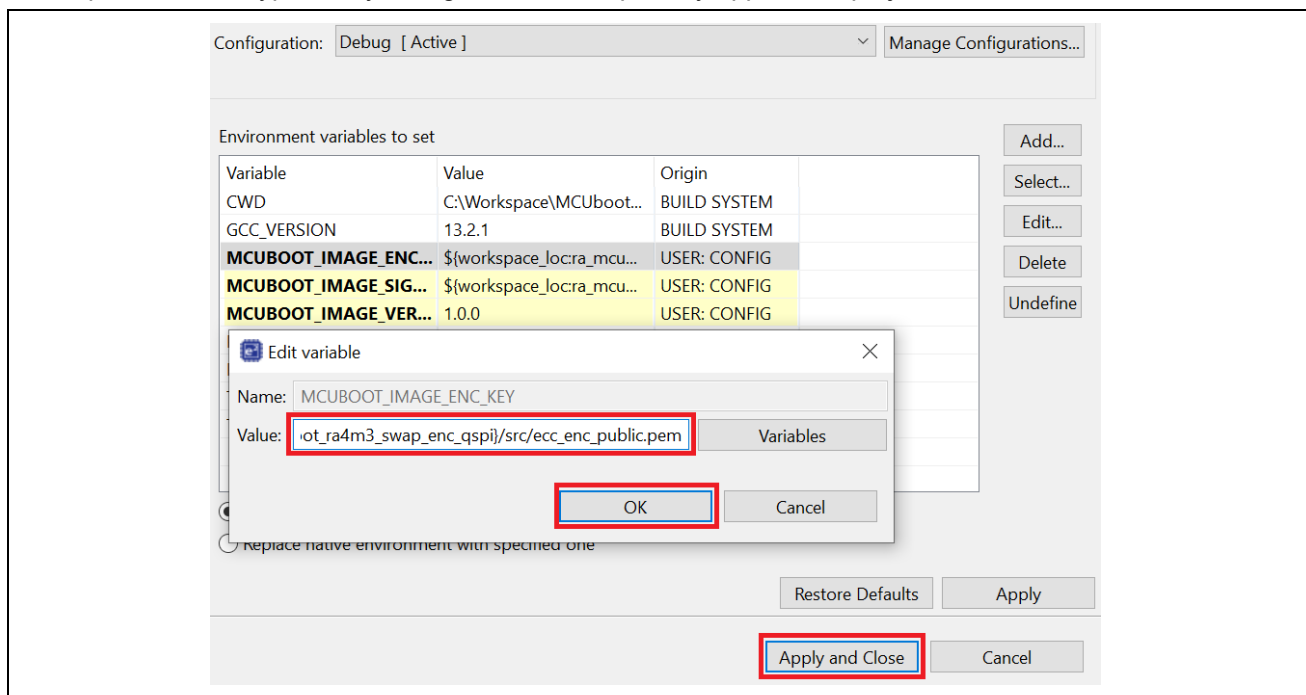 Configuration: Debug [ Active ] Manage Configurations...
Environment variables to set
Add...
Variable Value Origin
Select...
CWD C:\Workspace\MCUboot... BUILD SYSTEM
GCC_VERSION 13.2.1 BUILD SYSTEM
Edit...
MCUBOOT_IMAGE_ENC... ${workspace_loc:ra_mcu... USER: CONFIG
Delete
MCUBOOT_IMAGE_SIG... ${workspace_loc:ra_mcu... USER: CONFIG
MCUBOOT_IMAGE_VER... 1.0.0 USER: CONFIG
Undefine
Edit variable
Name: MCUBOOT_IMAGE_ENC_KEY
Value: ot_ra4m3_swap_enc_qspi}/src/ecc_enc_public.pem Variables
OK Cancel
Replace native environment with specified one
Restore Defaults Apply
Apply and Close Cancel